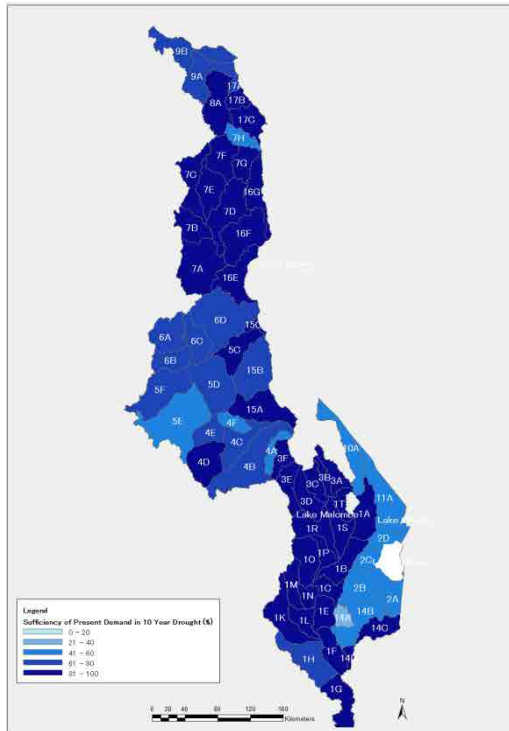 9B
9A
17A
8A
17B
17C
7H
7F
7G
7C
7E
16G
7D
7B
16F
7A
16E
6D
15C
6A
6C
5C
6B
15B
5D
5F
15A
5E
4F
4E
4C
10A
4A
3F
4D
4B
3B
3E
3C
3A
11A
3D
1T
Lake Malombe
1A
Lake
1R
1S
2D
1P
1O
2C
1B
1M
1C
2B
1N
2A
1E
14B
1K
1L
14A
14C
1F
1H
1G
Legend
Sufficiency of Present Demand in 10 Year Drought (%)
0 - 20
21 - 40
41 - 60
61 - 80
81 - 100
N
0 20 40 80 120 160
Kilometers